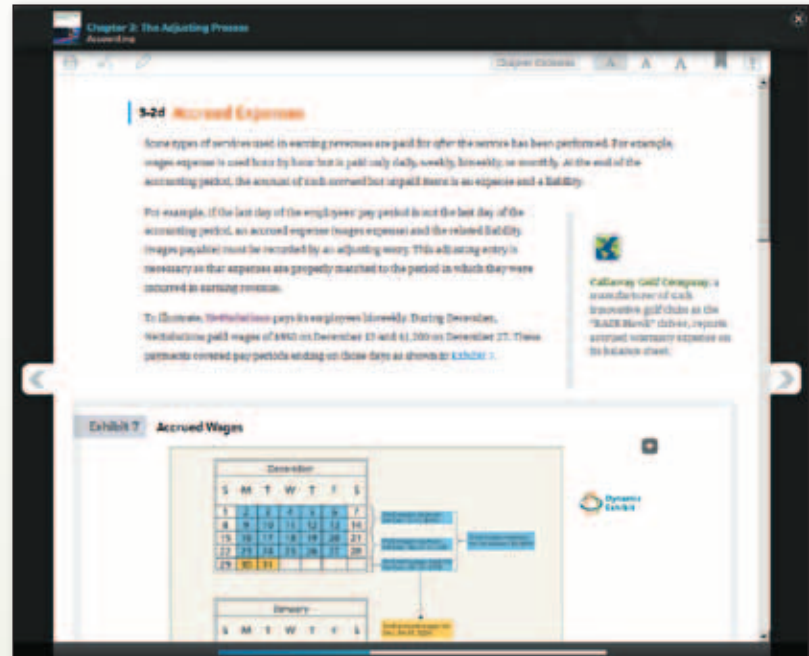 Chapter 3: The Adjusting Process
Accounting
A A A
3-2d Accrued Expenses
Some types of services used in earning revenues are paid for after the service has been performed. For example,
wages expense is used hour by hour but is paid only daily, weekly, biweekly, or monthly. At the end of the
accounting period, the amount of such accrued but unpaid items is an expense and a liability.
For example, if the last day of the employees' pay period is not the last day of the
accounting period, an accrued expense (wages expense) and the related liability
(wages payable) must be recorded by an adjusting entry. This adjusting entry is
necessary so that expenses are properly matched to the period in which they were
incurred in earning revenue.
To illustrate, NetSolutions pays its employees biweekly. During December,
NetSolutions paid wages of $950 on December 13 and $1,200 on December 27. These
payments covered pay periods ending on those days as shown in Exhibit 7.
Callaway Golf Company, a
manufacturer of such
innovative golf clubs as the
driver, reports
accrued warranty expense on
its balance sheet.
Exhibit 7 Accrued Wages
Dynamic
Exhibit
December
S M T W T F S
1 2 3 4 5 6 7
8 9 10 11 12 13 14
15 16 17 18 19 20 21
22 23 24 25 26 27 28
29 30 31
January
S M T W T F S